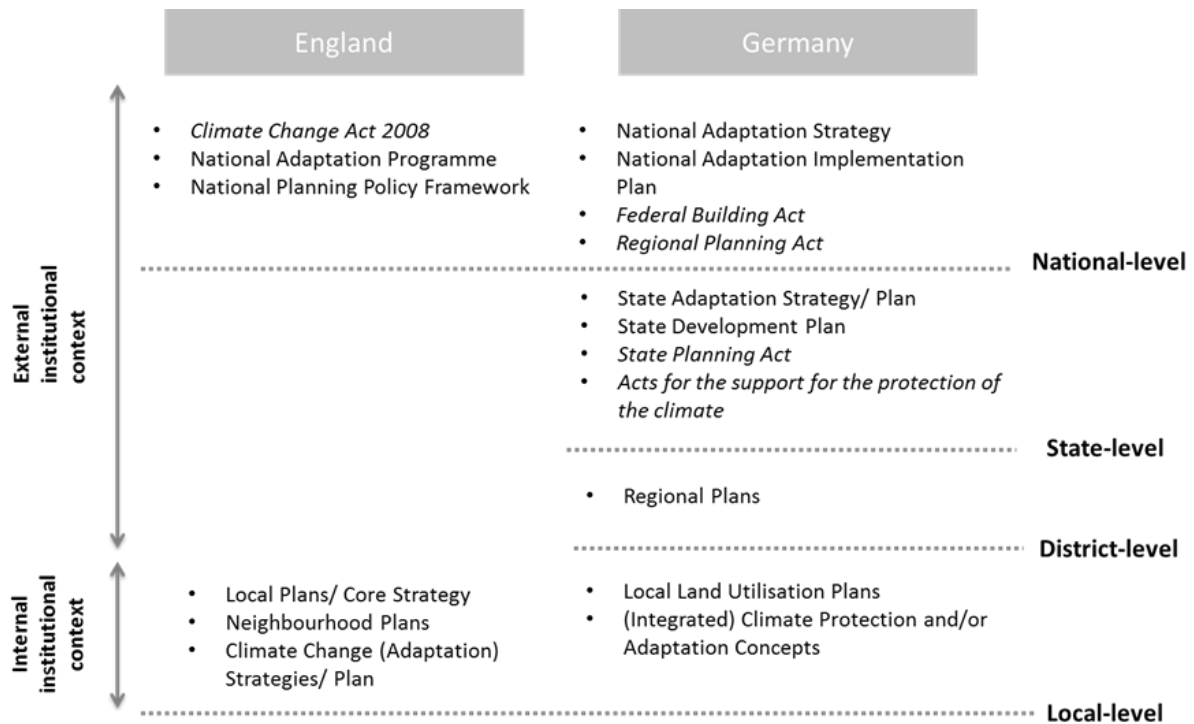 England
Germany
• Climate Change Act 2008
• National Adaptation Programme
• National Planning Policy Framework
• National Adaptation Strategy
• National Adaptation Implementation
Plan
• Federal Building Act
• Regional Planning Act
National-level
External
institutional
context
• State Adaptation Strategy/ Plan
• State Development Plan
• State Planning Act
• Acts for the support for the protection of
the climate
State-level
• Regional Plans
District-level
Internal
institutional
context
• Local Plans/ Core Strategy
• Neighbourhood Plans
• Climate Change (Adaptation)
Strategies/ Plan
• Local Land Utilisation Plans
• (Integrated) Climate Protection and/or
Adaptation Concepts
Local-level